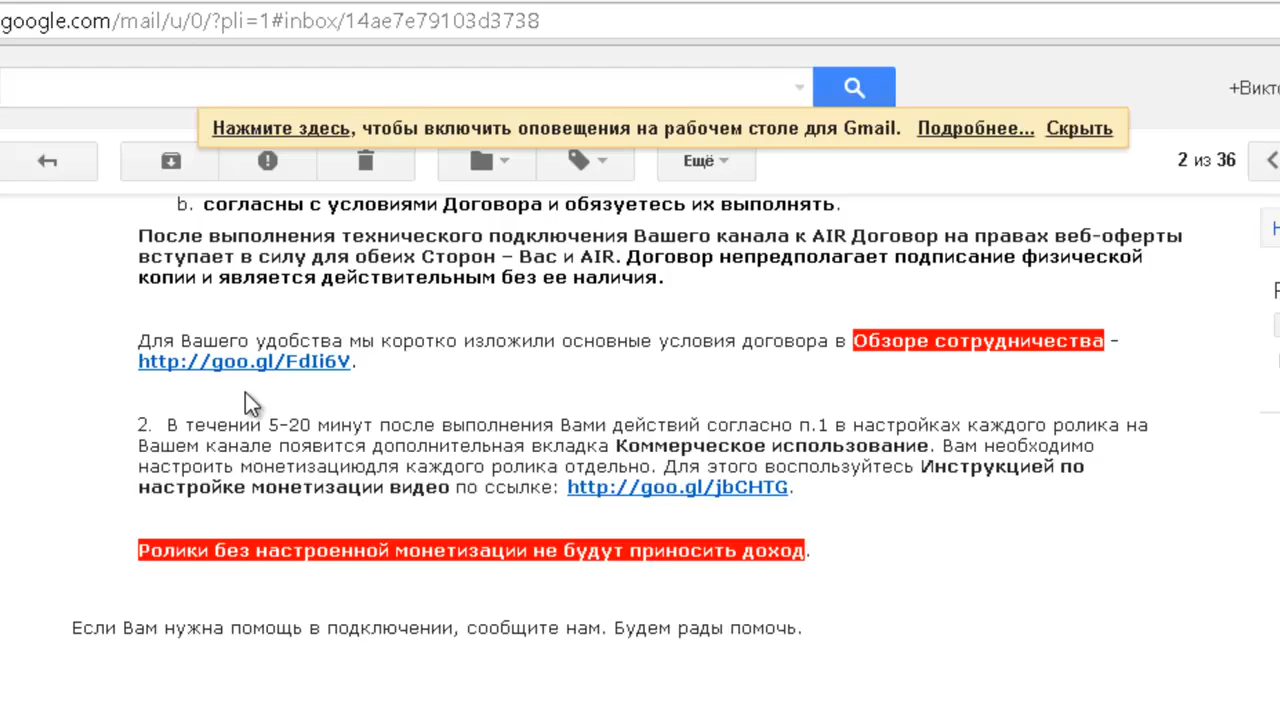 google.com/mail/u/0/?pli=1#inbox/14ae7e79103d3738
Нажмите здесь, чтобы включить оповещения на рабочем столе для Gmail. Подробнее... Скрыть
Ещё
2 из 36
b. согласны с условиями Договора и обязуетесь их выполнять.
После выполнения технического подключения Вашего канала к AIR Договор на правах веб-оферты
вступает в силу для обеих Сторон – Вас и AIR. Договор непредполагает подписание физической
копии и является действительным без ее наличия.
Для Вашего удобства мы коротко изложили основные условия договора в Обзоре сотрудничества -
http://goo.gl/FdIi6V.
2. В течении 5-20 минут после выполнения Вами действий согласно п.1 в настройках каждого ролика на
Вашем канале появится дополнительная вкладка Коммерческое использование. Вам необходимо
настроить монетизациюдля каждого ролика отдельно. Для этого воспользуйтесь Инструкцией по
настройке монетизации видео по ссылке: http://goo.gl/jbCHTG.
Ролики без настроенной монетизации не будут приносить доход.
Если Вам нужна помощь в подключении, сообщите нам. Будем рады помочь.